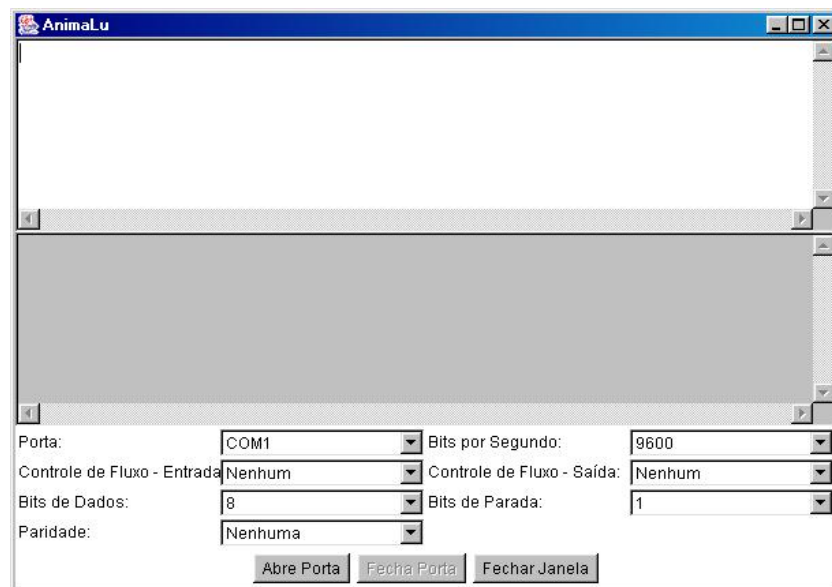 AnimaLu
Porta: COM1 Bits por Segundo: 9600
Controle de Fluxo - Entrada Nenhum Controle de Fluxo - Saída: Nenhum
Bits de Dados: 8 Bits de Parada: 1
Paridade: Nenhuma
Abre Porta Fecha Porta Fechar Janela